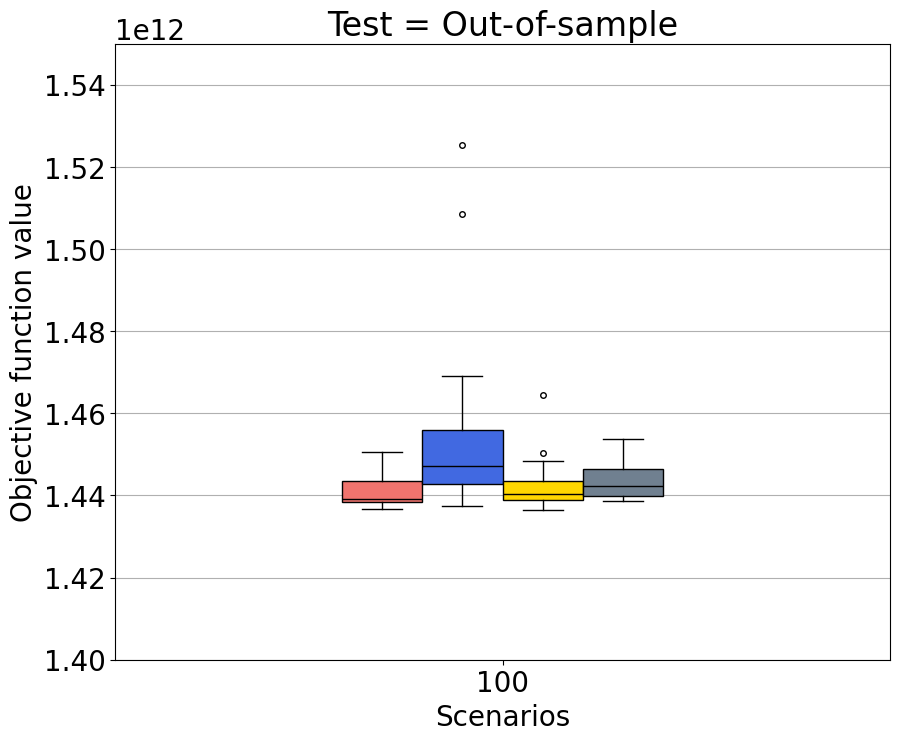 Test = Out-of-sample
1e12
1.54
1.52
1.50
1.48
1.46
1.44
1.42
1.40
Objective function value
100
Scenarios